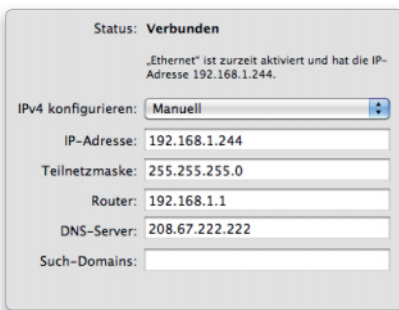 Status: Verbunden
„Ethernet“ ist zurzeit aktiviert und hat die IP-
Adresse 192.168.1.244.
IPv4 konfigurieren: Manuell
IP-Adresse: 192.168.1.244
Teilnetzmaske: 255.255.255.0
Router: 192.168.1.1
DNS-Server: 208.67.222.222
Such-Domains: